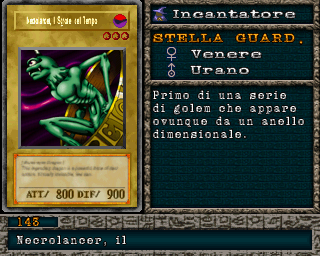 Necrolancer, il Signore del Tempo
Incantatore
STELLA GUARD.
Venere
Urano
Primo di una serie
di golem che appare
ovunque da un anello
dimensionale.
ATT/ 800 DIF/ 900
143
Necrolancer, il